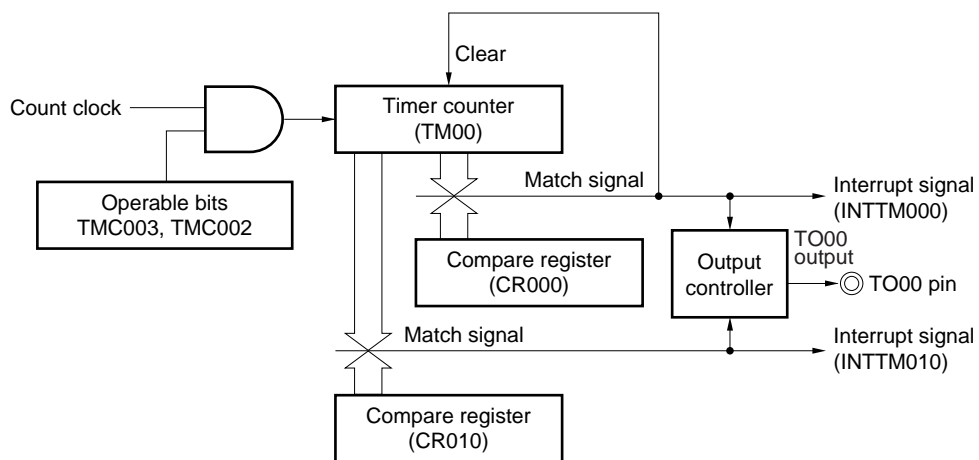 Clear
Count clock
Timer counter
(TM00)
Operable bits
TMC003, TMC002
Match signal
Interrupt signal
(INTTM000)
Compare register
(CR000)
Output
controller
TO00
output
TO00 pin
Match signal
Interrupt signal
(INTTM010)
Compare register
(CR010)